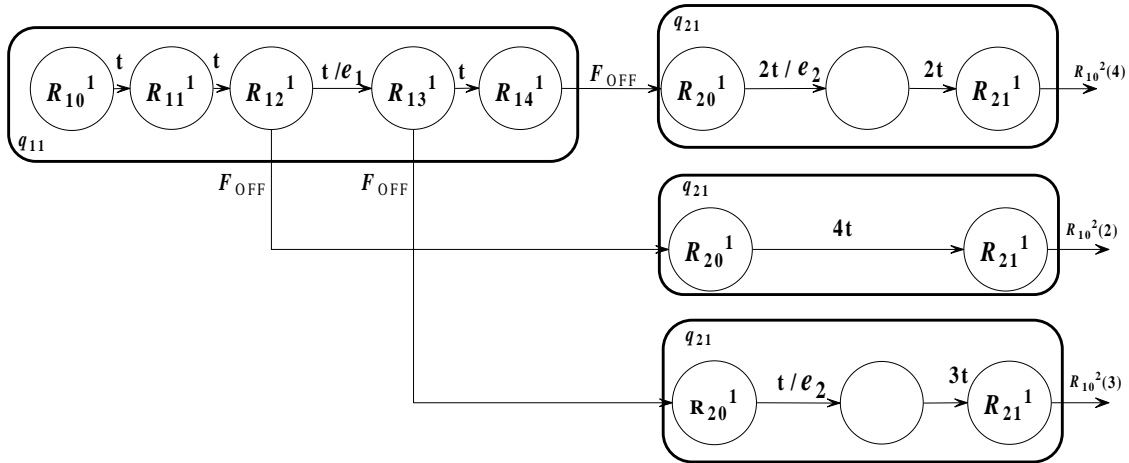 q21
t t t/e1 t
R10^1 R11^1 R12^1 R13^1 R14^1 FOFF R20^1 2t/e2 2t R21^1 R10^2(4)
q11
FOFF FOFF
q21
R20^1 4t R21^1 R10^2(2)
q21
R20^1 t/e2 3t R21^1 R10^2(3)